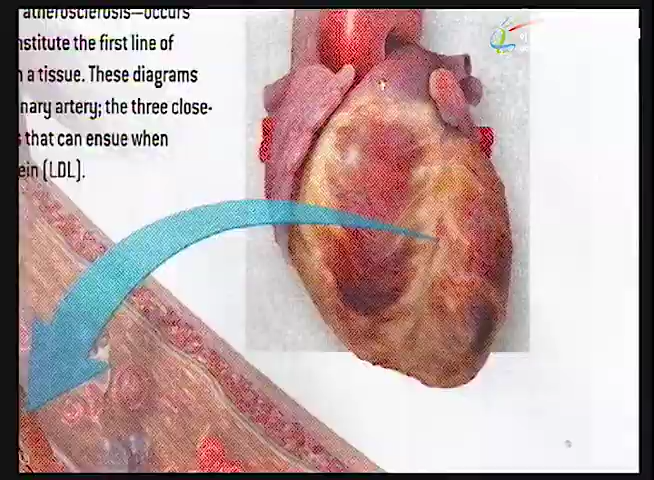 atherosclerosis—occurs
nstitute the first line of
n a tissue. These diagrams
nary artery; the three close-
s that can ensue when
ein (LDL).